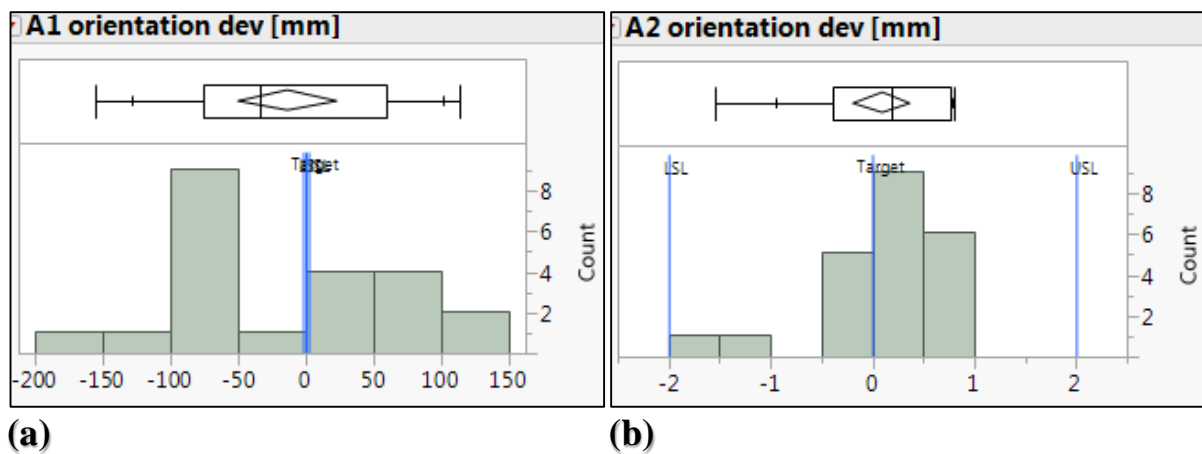 A1 orientation dev [mm]
Target
8
6
4
2
Count
-200 -150 -100 -50 0 50 100 150
(a)
A2 orientation dev [mm]
LSL Target USL
8
6
4
2
Count
-2 -1 0 1 2
(b)